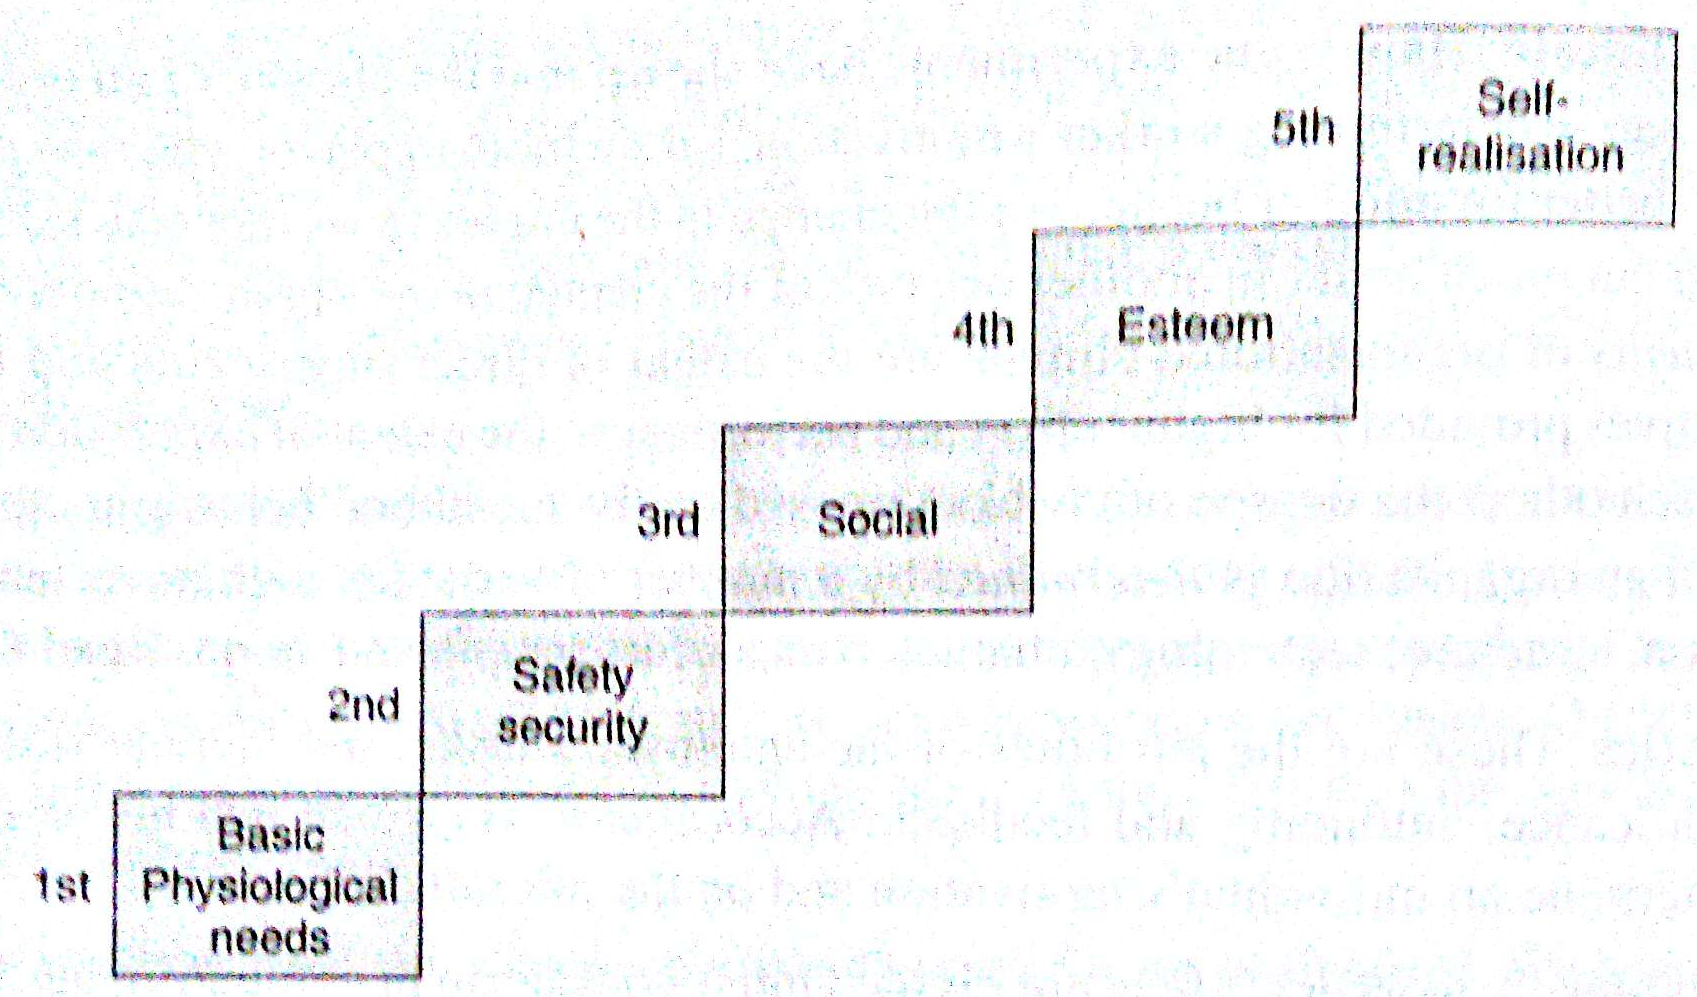 5th
Self-
realisation
4th
Esteem
3rd
Social
2nd
Safety
security
1st
Basic
Physiological
needs